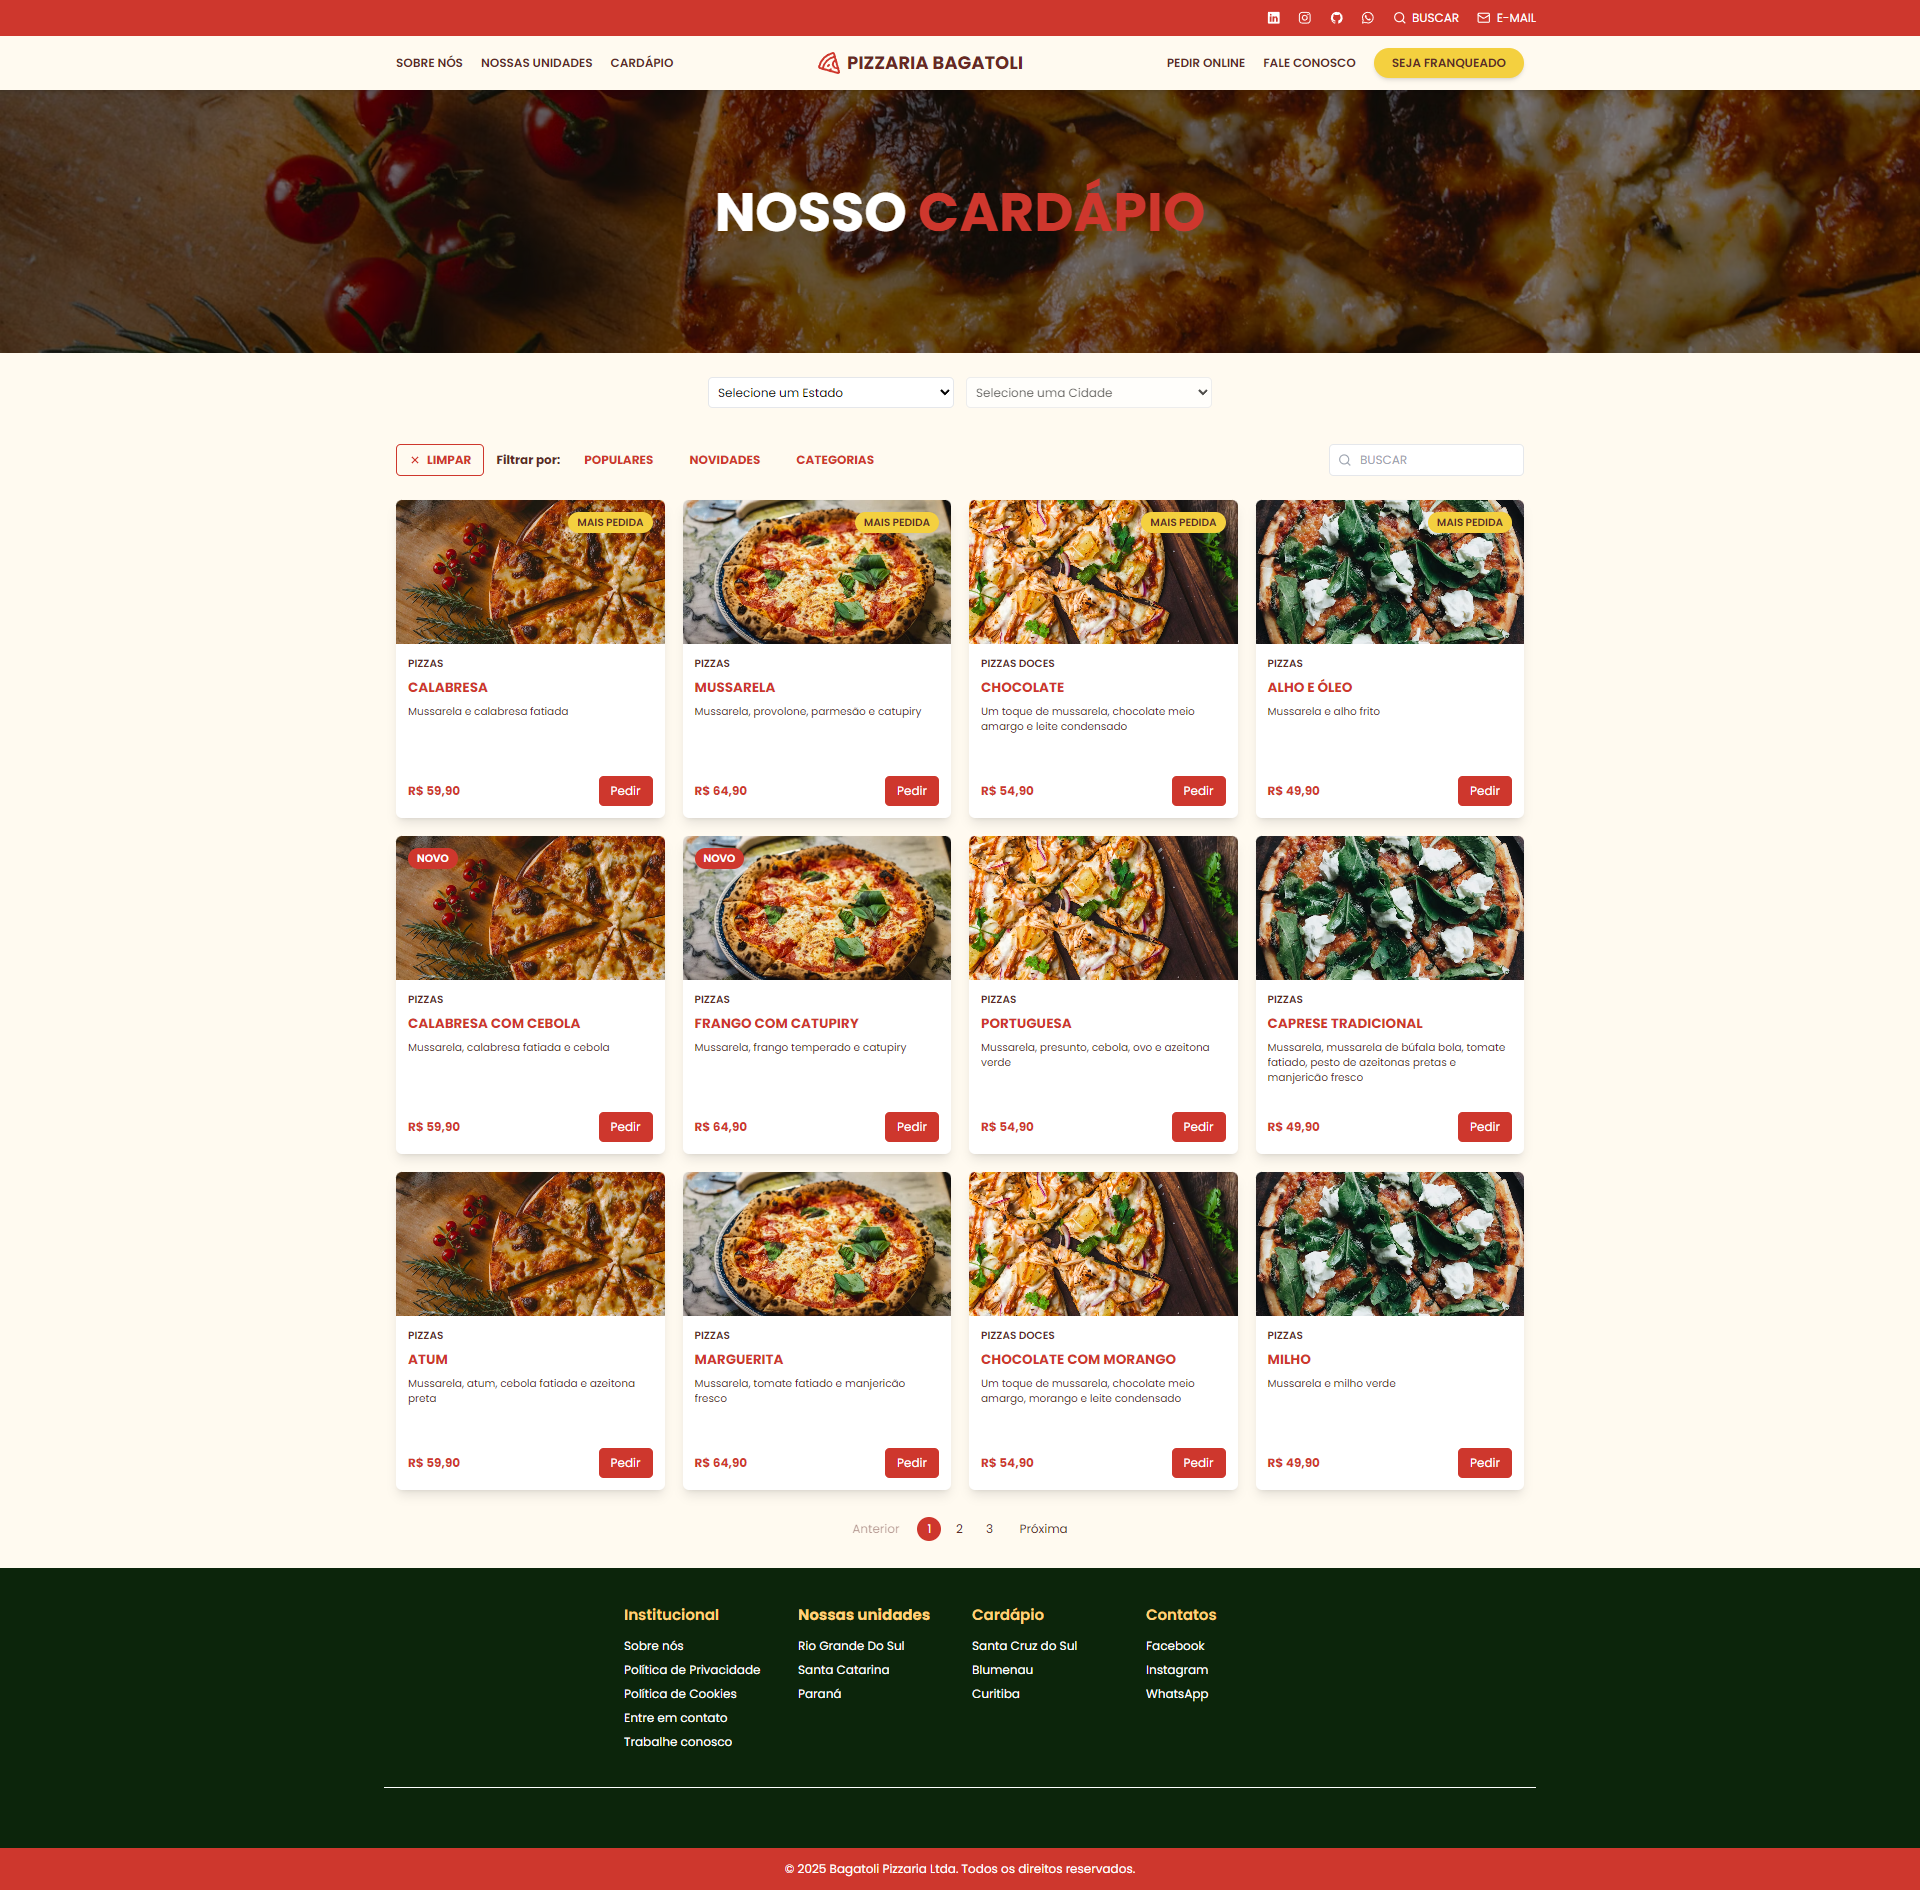 BUSCAR E-MAIL
SOBRE NÓS NOSSAS UNIDADES CARDÁPIO PIZZARIA BAGATOLI PEDIR ONLINE FALE CONOSCO SEJA FRANQUEADO
NOSSO CARDÁPIO
Selecione um Estado Selecione uma Cidade
LIMPAR Filtrar por: POPULARES NOVIDADES CATEGORIAS BUSCAR
MAIS PEDIDA
PIZZAS
CALABRESA
Mussarela e calabresa fatiada
R$ 59,90 Pedir
MAIS PEDIDA
PIZZAS
MUSSARELA
Mussarela, provolone, parmesão e catupiry
R$ 64,90 Pedir
MAIS PEDIDA
PIZZAS DOCES
CHOCOLATE
Um toque de mussarela, chocolate meio
amargo e leite condensado
R$ 54,90 Pedir
MAIS PEDIDA
PIZZAS
ALHO E ÓLEO
Mussarela e alho frito
R$ 49,90 Pedir
NOVO
PIZZAS
CALABRESA COM CEBOLA
Mussarela, calabresa fatiada e cebola
R$ 59,90 Pedir
NOVO
PIZZAS
FRANGO COM CATUPIRY
Mussarela, frango temperado e catupiry
R$ 64,90 Pedir
PIZZAS
PORTUGUESA
Mussarela, presunto, cebola, ovo e azeitona
verde
R$ 54,90 Pedir
PIZZAS
CAPRESE TRADICIONAL
Mussarela, mussarela de búfala bola, tomate
fatiado, pesto de azeitonas pretas e
manjericão fresco
R$ 49,90 Pedir
PIZZAS
ATUM
Mussarela, atum, cebola fatiada e azeitona
preta
R$ 59,90 Pedir
PIZZAS
MARGUERITA
Mussarela, tomate fatiado e manjericão
fresco
R$ 64,90 Pedir
PIZZAS DOCES
CHOCOLATE COM MORANGO
Um toque de mussarela, chocolate meio
amargo, morango e leite condensado
R$ 54,90 Pedir
PIZZAS
MILHO
Mussarela e milho verde
R$ 49,90 Pedir
Anterior 1 2 3 Próxima
Institucional
Sobre nós
Política de Privacidade
Política de Cookies
Entre em contato
Trabalhe conosco
Nossas unidades
Rio Grande Do Sul
Santa Catarina
Paraná
Cardápio
Santa Cruz do Sul
Blumenau
Curitiba
Contatos
Facebook
Instagram
WhatsApp
© 2025 Bagatoli Pizzaria Ltda. Todos os direitos reservados.